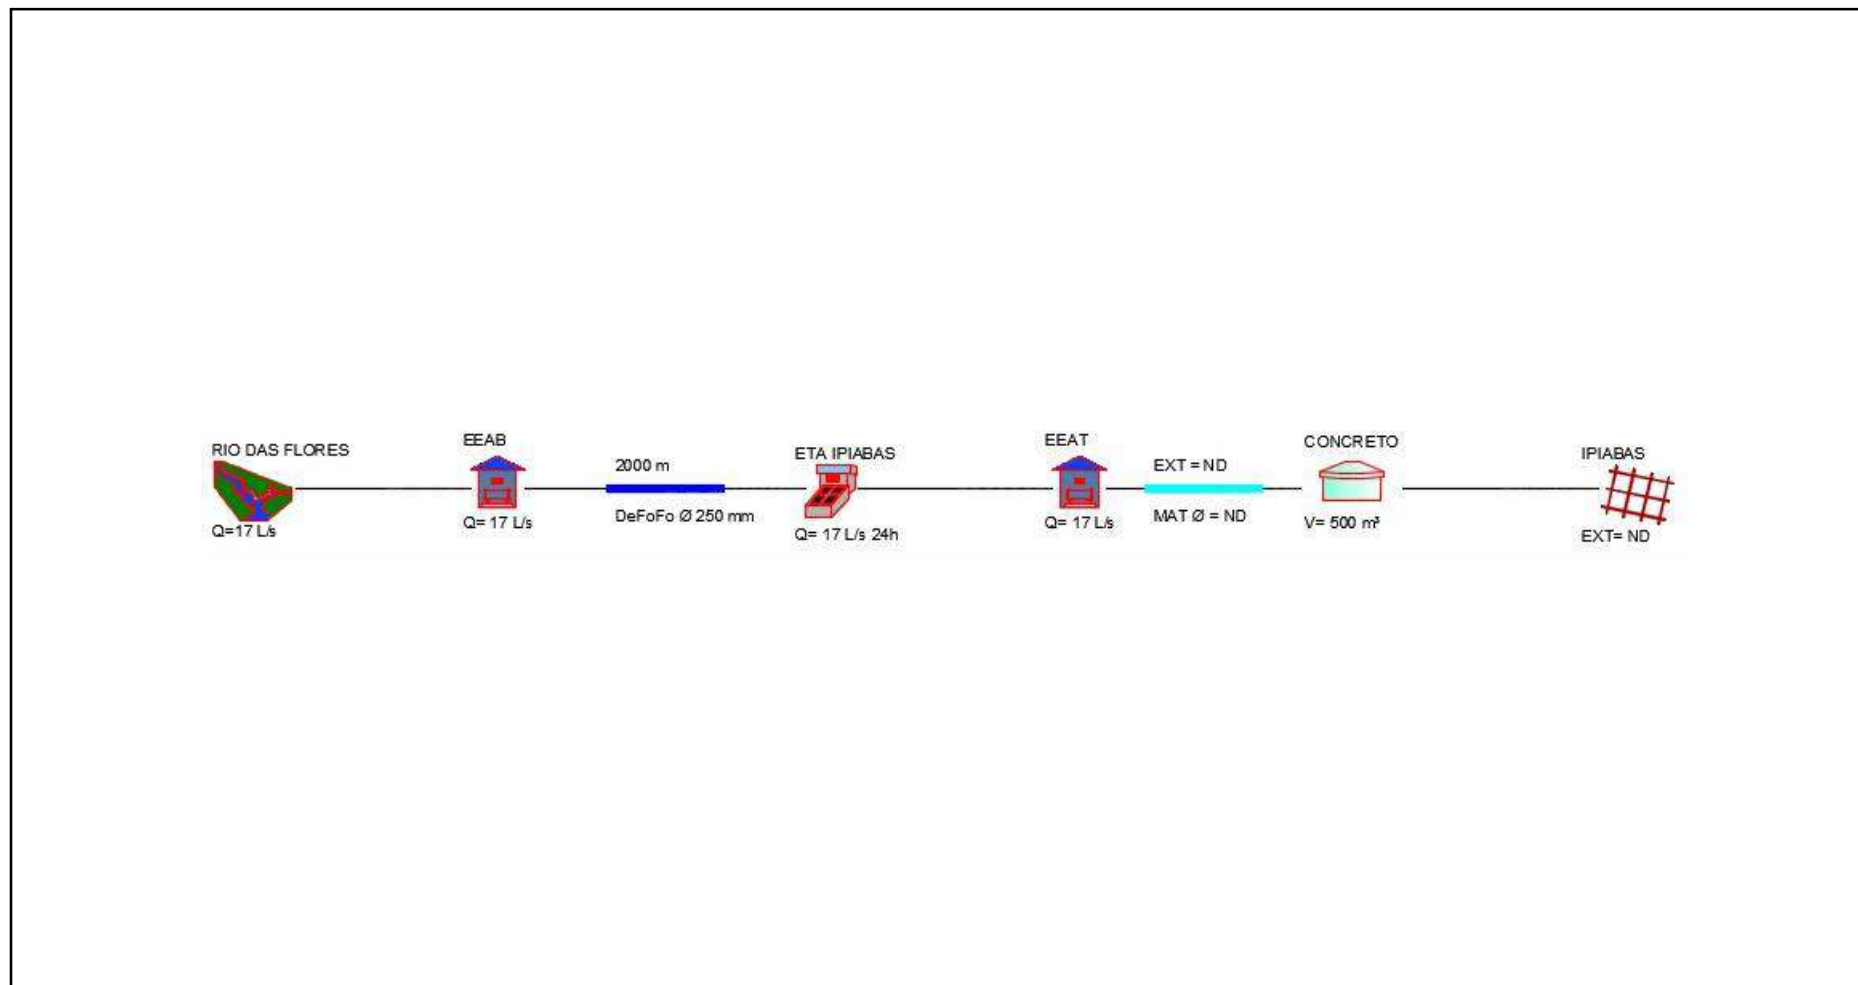 RIO DAS FLORES
Q=17 L/s
EEAB
Q= 17 L/s
2000 m
DeFoFo Ø 250 mm
ETA IPIABAS
Q= 17 L/s 24h
EEAT
Q= 17 L/s
EXT = ND
MAT Ø = ND
CONCRETO
V= 500 m³
IPIABAS
EXT= ND